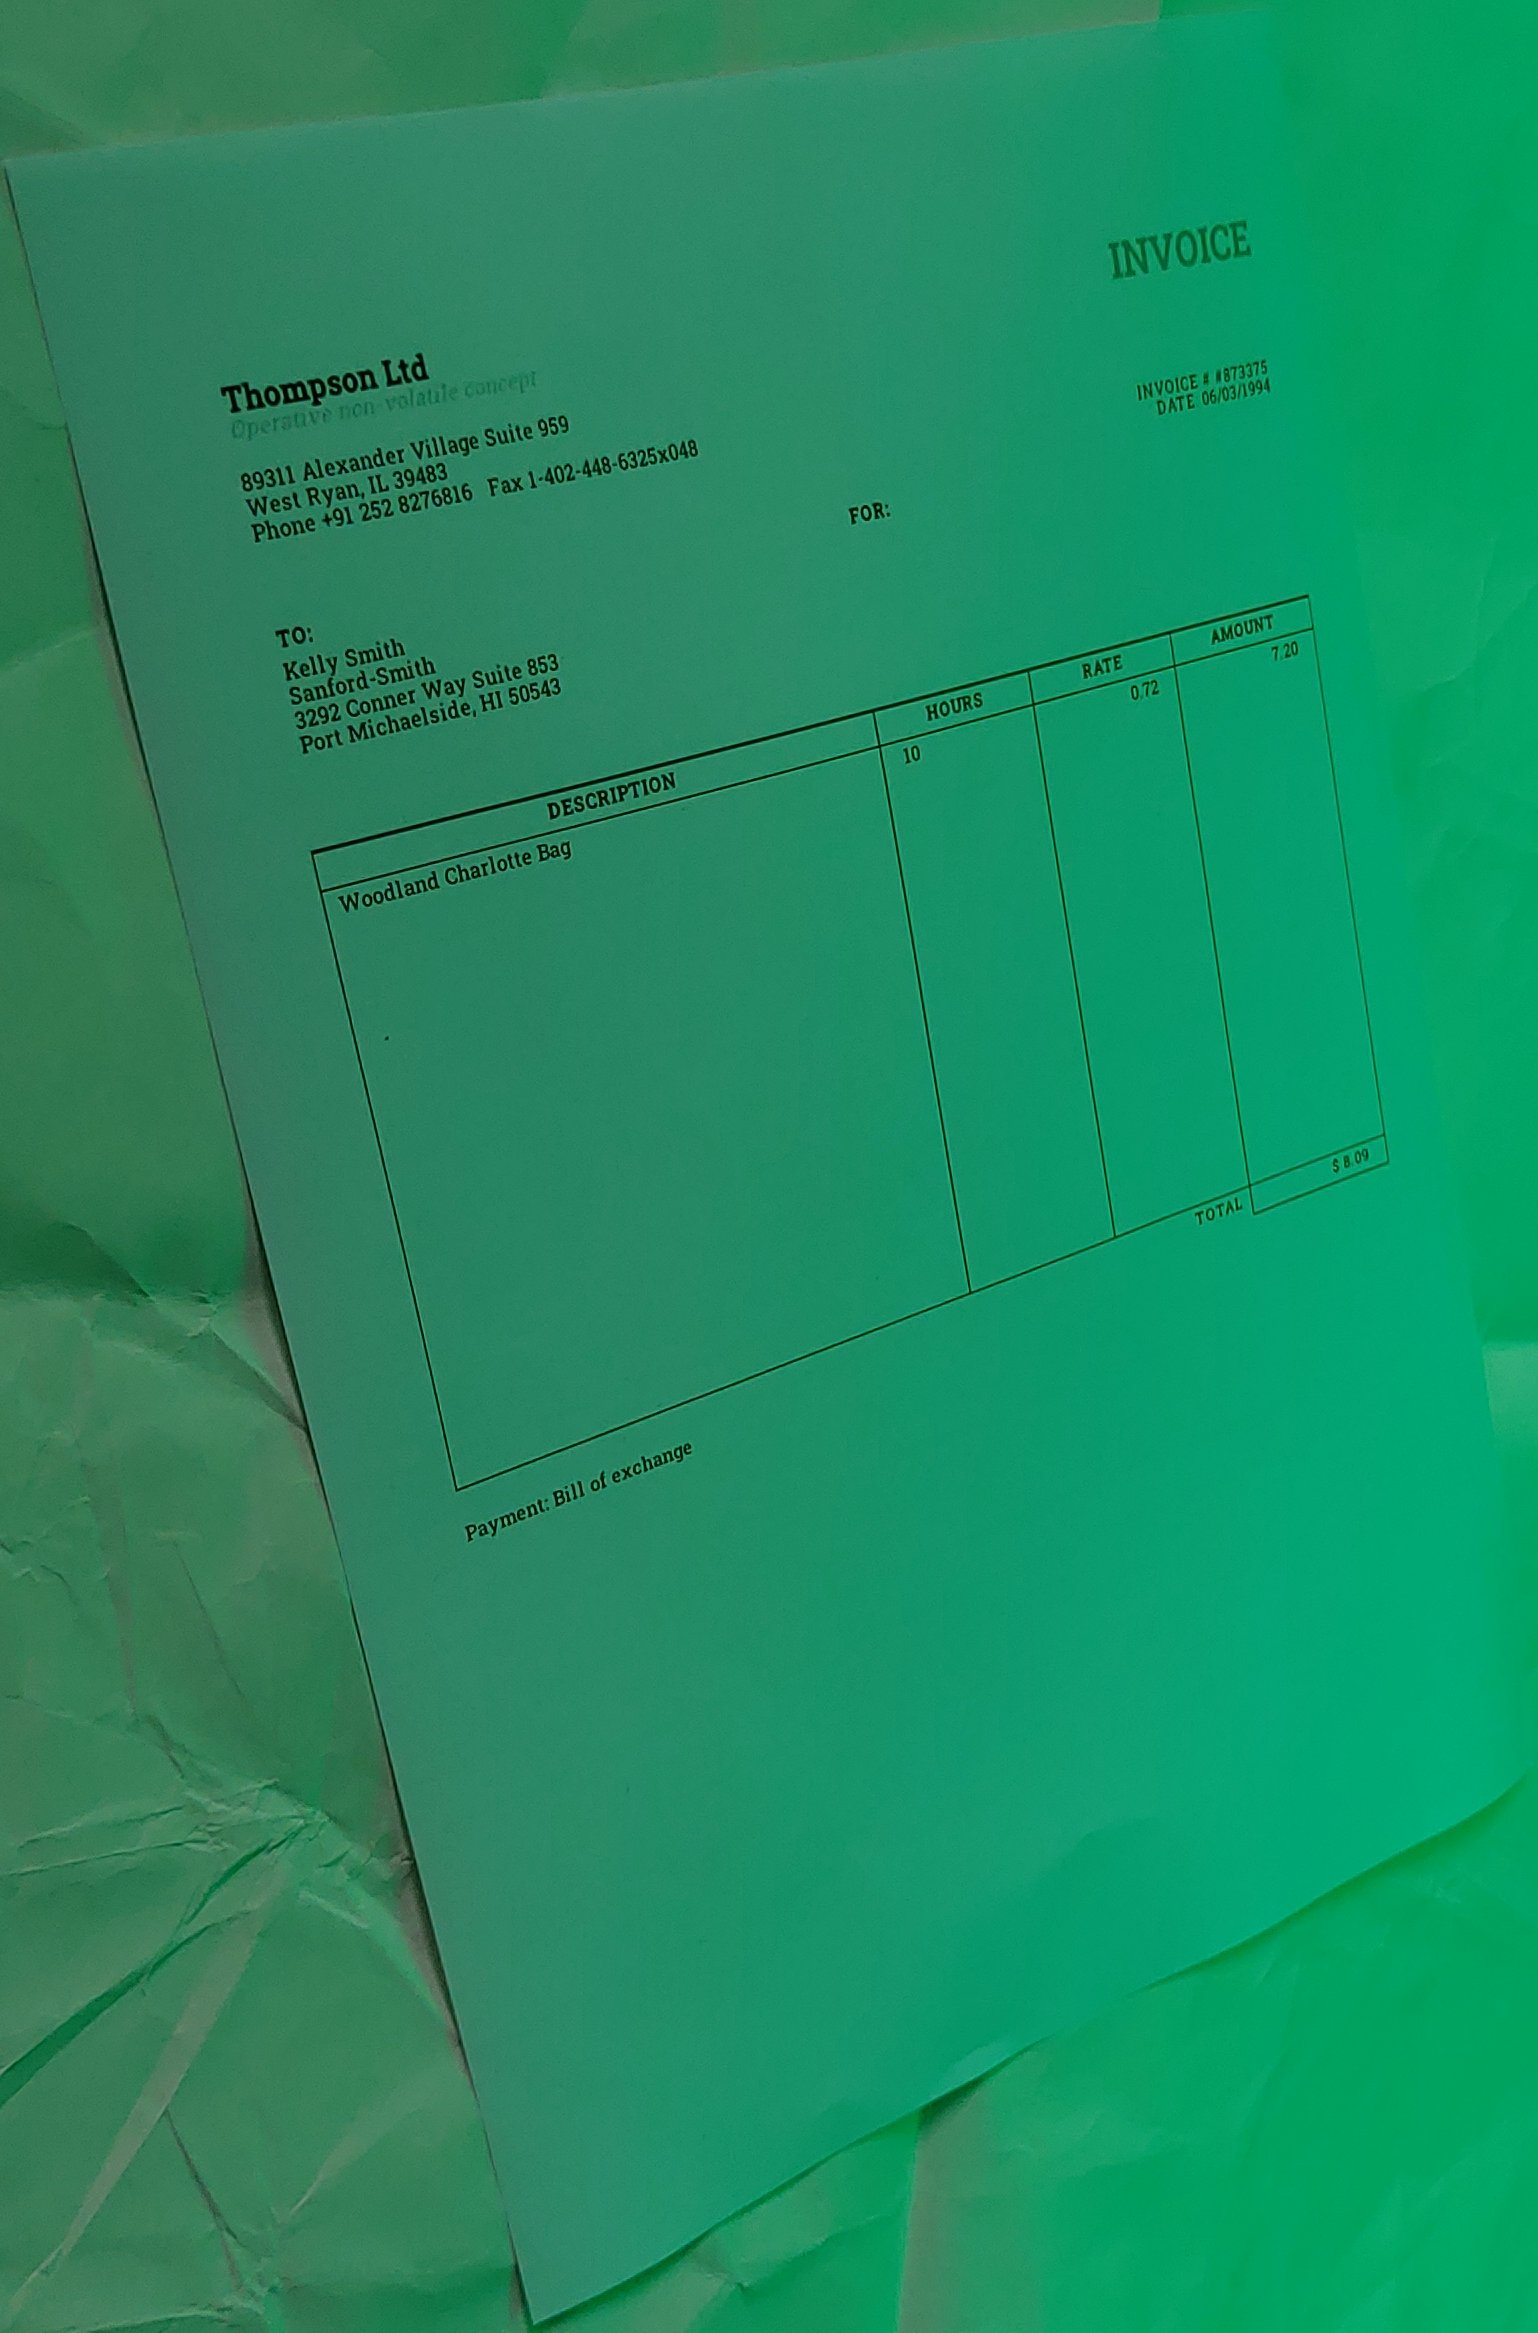 INVOICE
Thompson Ltd
Operative non-volatile concept
INVOICE # #873375
DATE 06/03/1994
89311 Alexander Village Suite 959
West Ryan, IL 39483
Phone +91 252 8276816 Fax 1-402-448-6325x048
FOR:
TO:
Kelly Smith
Sanford-Smith
3292 Conner Way Suite 853
Port Michaelside, HI 50543
DESCRIPTION HOURS RATE AMOUNT
Woodland Charlotte Bag 10 0.72 7.20
TOTAL $ 8.09
Payment: Bill of exchange